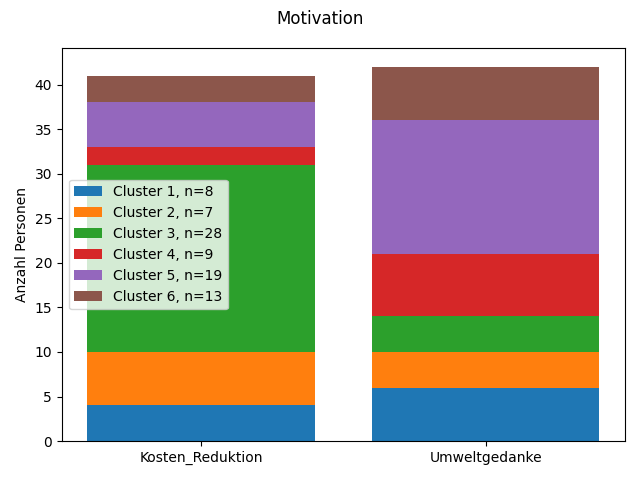 Motivation
Anzahl Personen
40
35
30
25
20
15
10
5
0
Cluster 1, n=8
Cluster 2, n=7
Cluster 3, n=28
Cluster 4, n=9
Cluster 5, n=19
Cluster 6, n=13
Kosten_Reduktion
Umweltgedanke